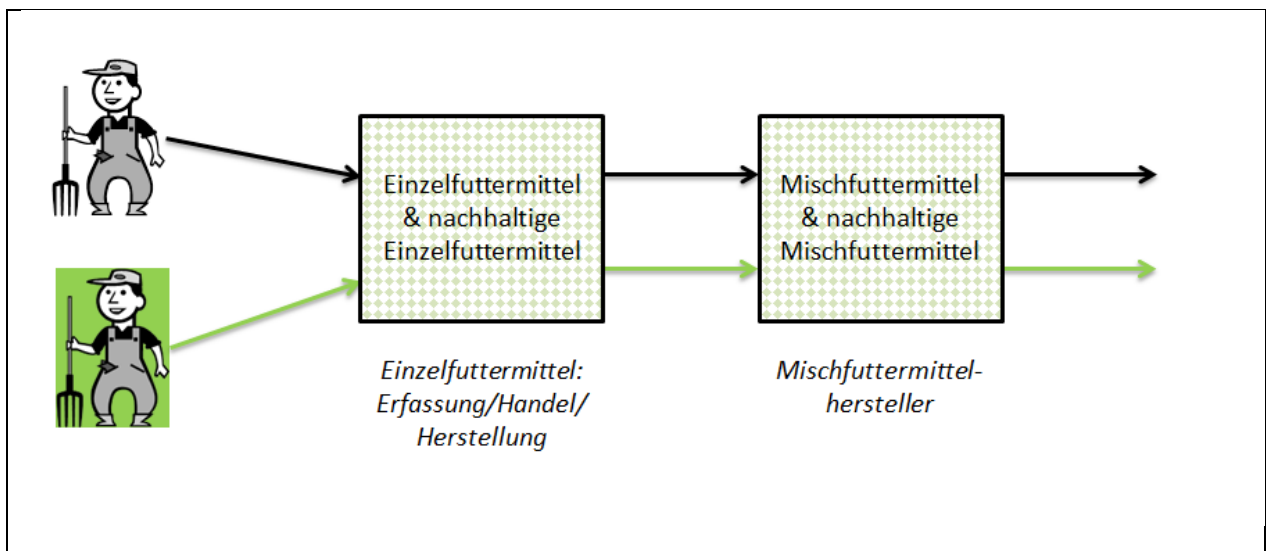 Einzelfuttermittel
& nachhaltige
Einzelfuttermittel
Mischfuttermittel
& nachhaltige
Mischfuttermittel
Einzelfuttermittel:
Erfassung/Handel/
Herstellung
Mischfuttermittel-
hersteller